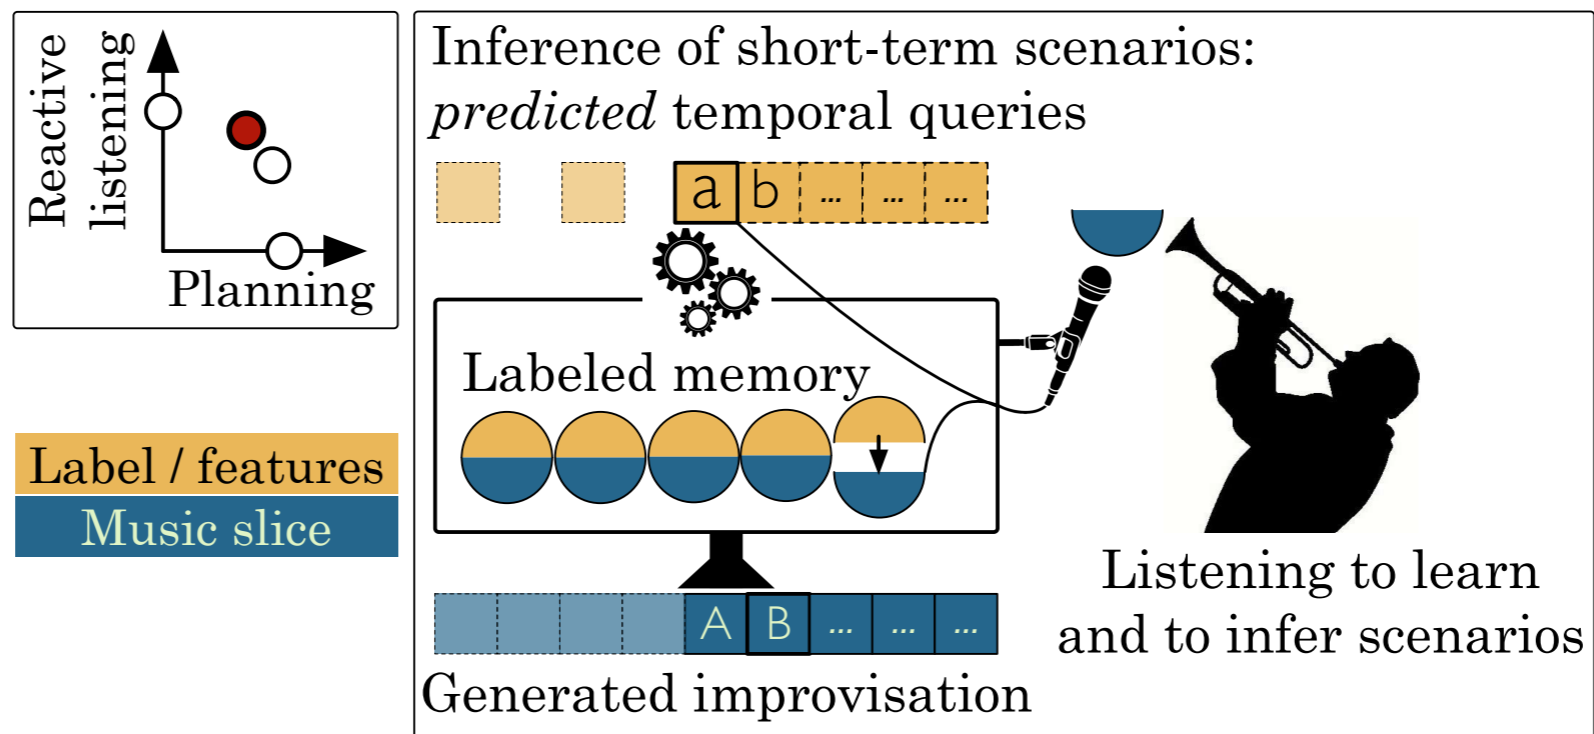 Reactive
listening
Planning
Label / features
Music slice
Inference of short-term scenarios:
predicted temporal queries
a b ... ... ...
Labeled memory
A B ... ... ...
Generated improvisation
Listening to learn
and to infer scenarios